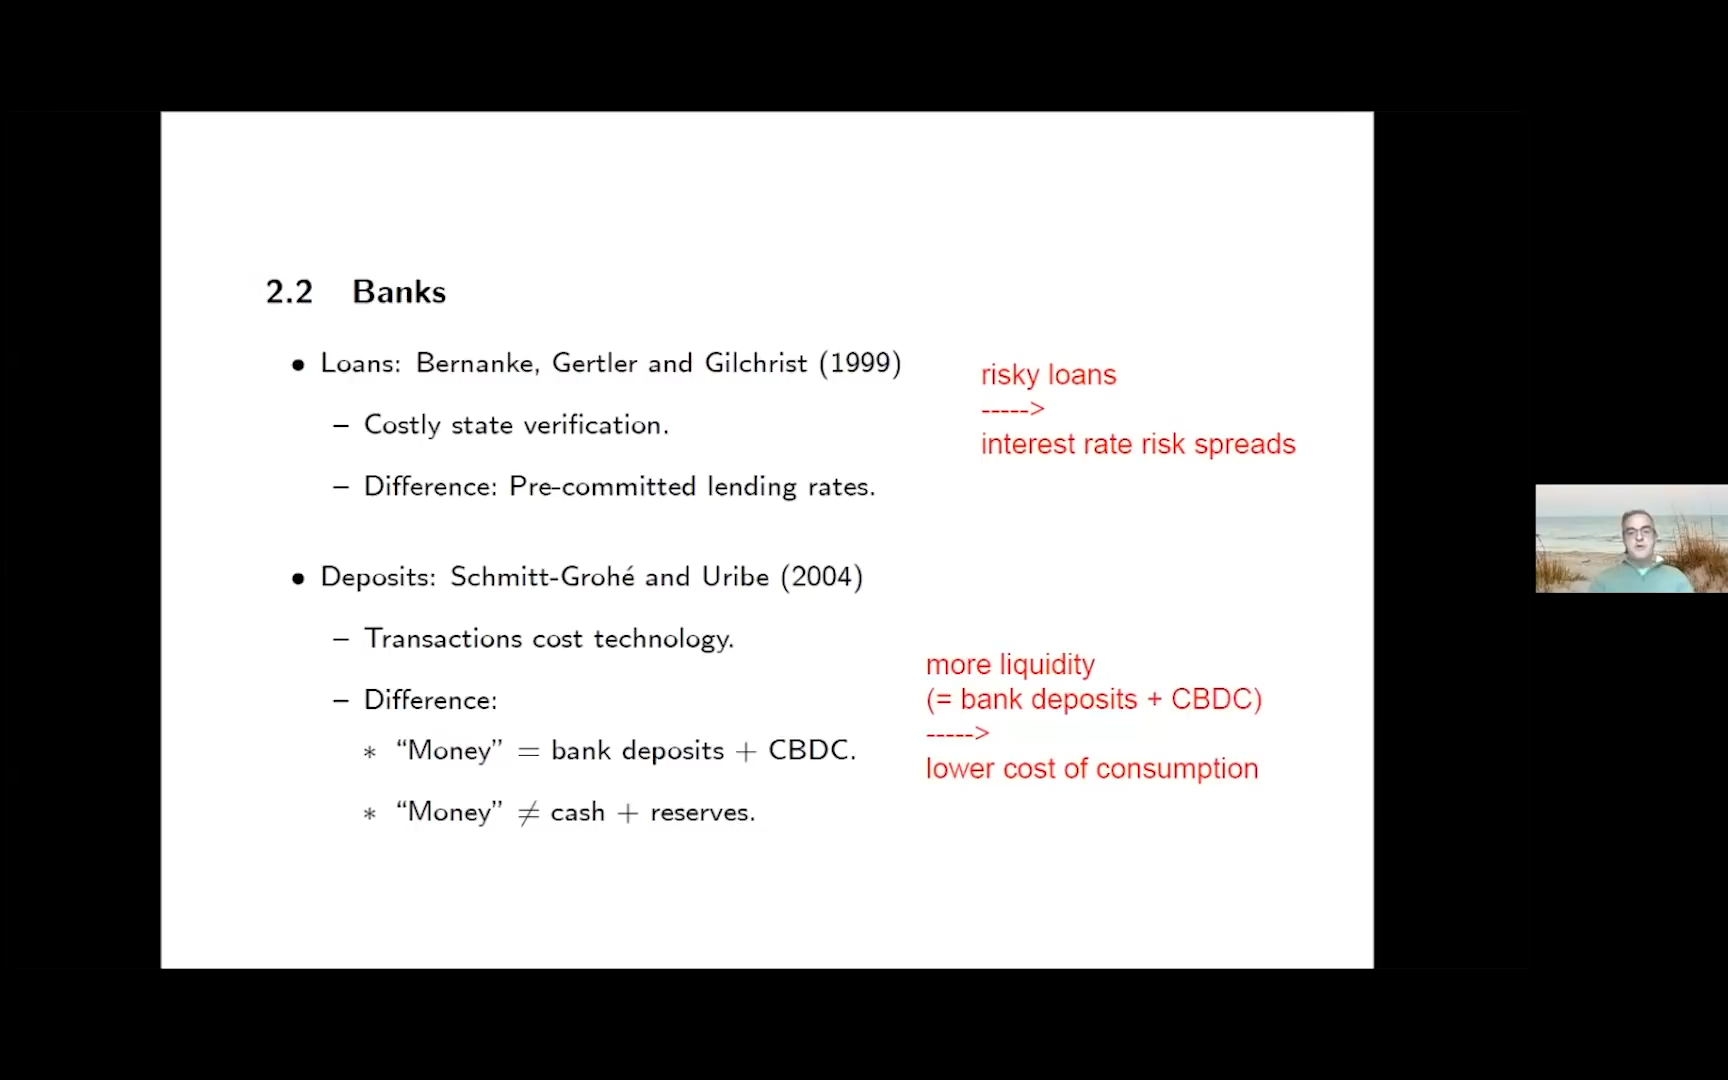 2.2 Banks
• Loans: Bernanke, Gertler and Gilchrist (1999)
– Costly state verification.
– Difference: Pre-committed lending rates.
risky loans
----->
interest rate risk spreads
• Deposits: Schmitt-Grohé and Uribe (2004)
– Transactions cost technology.
– Difference:
∗ “Money” = bank deposits + CBDC.
∗ “Money” ≠ cash + reserves.
more liquidity
(= bank deposits + CBDC)
----->
lower cost of consumption